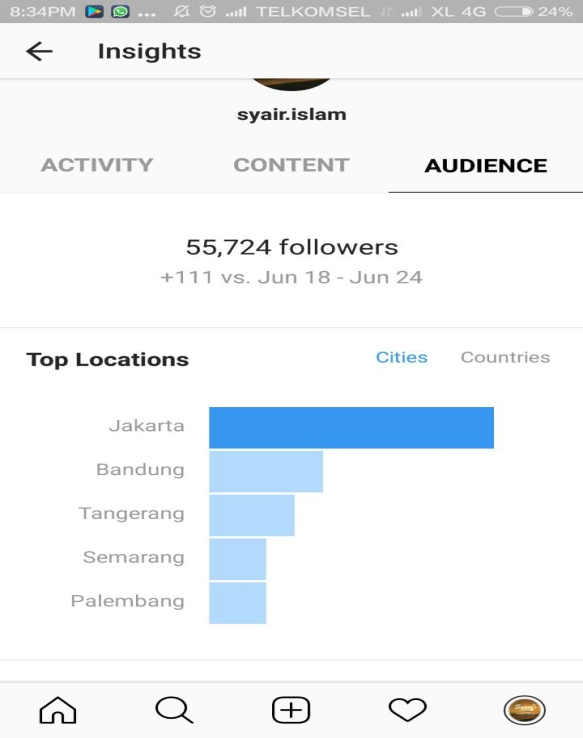 8:34PM ... TELKOMSEL XL 4G 24%
Insights
syair.islam
ACTIVITY CONTENT AUDIENCE
55,724 followers
+111 vs. Jun 18 - Jun 24
Top Locations Cities Countries
Jakarta
Bandung
Tangerang
Semarang
Palembang